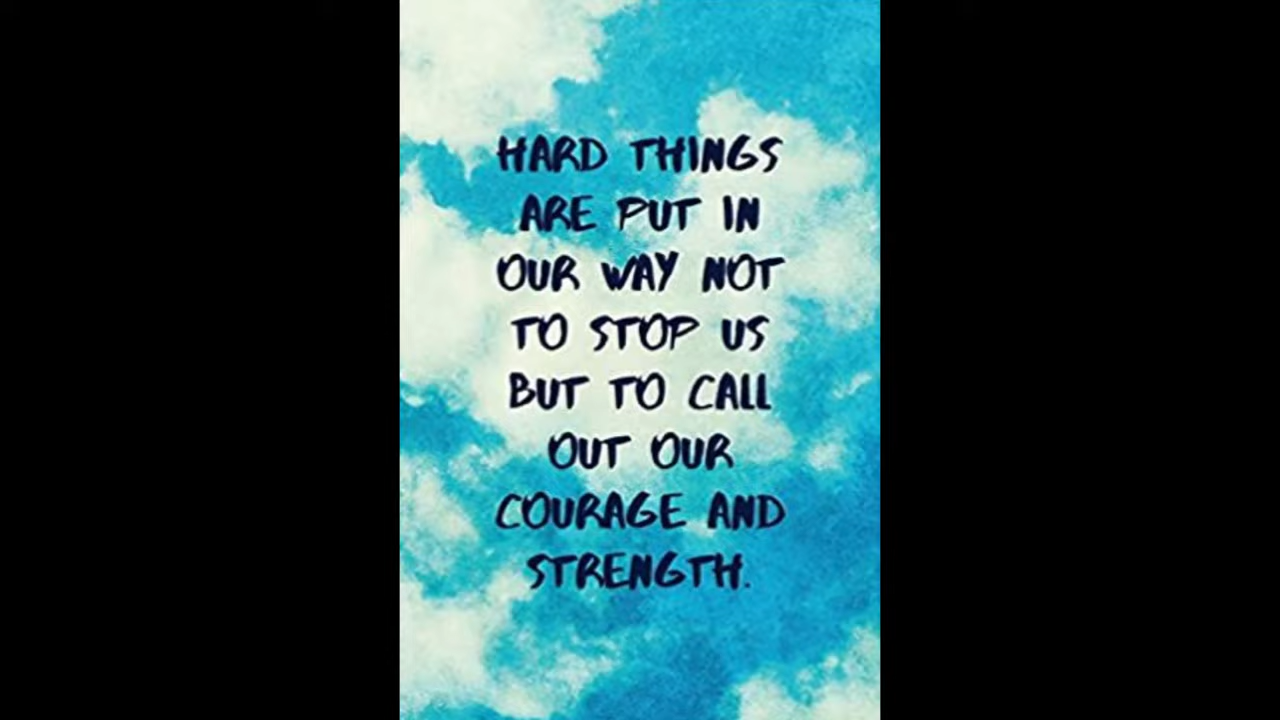 HARD THINGS
ARE PUT IN
OUR WAY NOT
TO STOP US
BUT TO CALL
OUT OUR
COURAGE AND
STRENGTH.